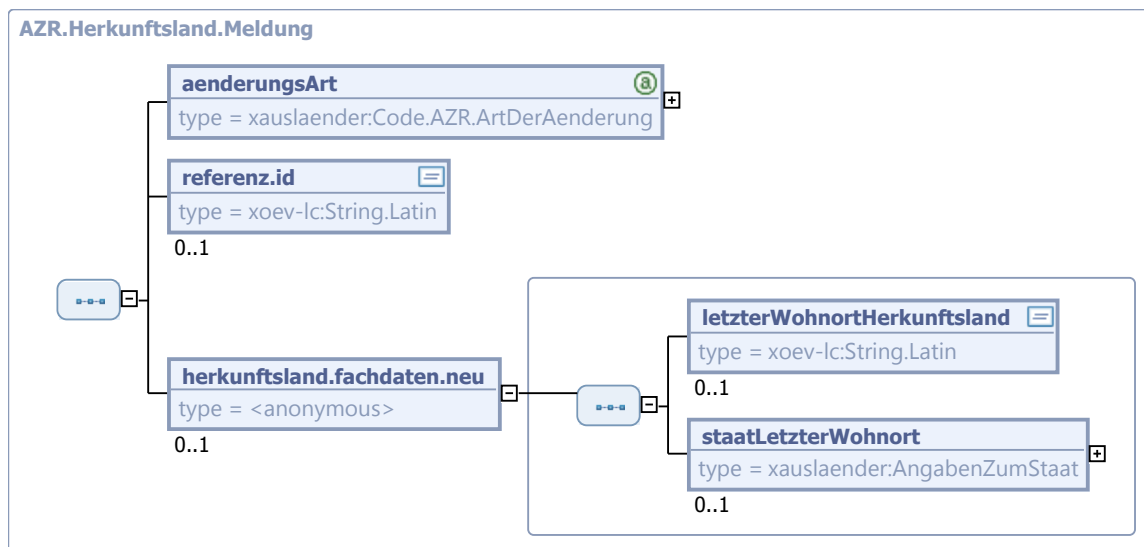 AZR.Herkunftsland.Meldung
aenderungsArt
type = xauslaender:Code.AZR.ArtDerAenderung
referenz.id
type = xoev-lc:String.Latin
0..1
herkunftsland.fachdaten.neu
type = <anonymous>
0..1
letzterWohnortHerkunftsland
type = xoev-lc:String.Latin
0..1
staatLetzterWohnort
type = xauslaender:AngabenZumStaat
0..1